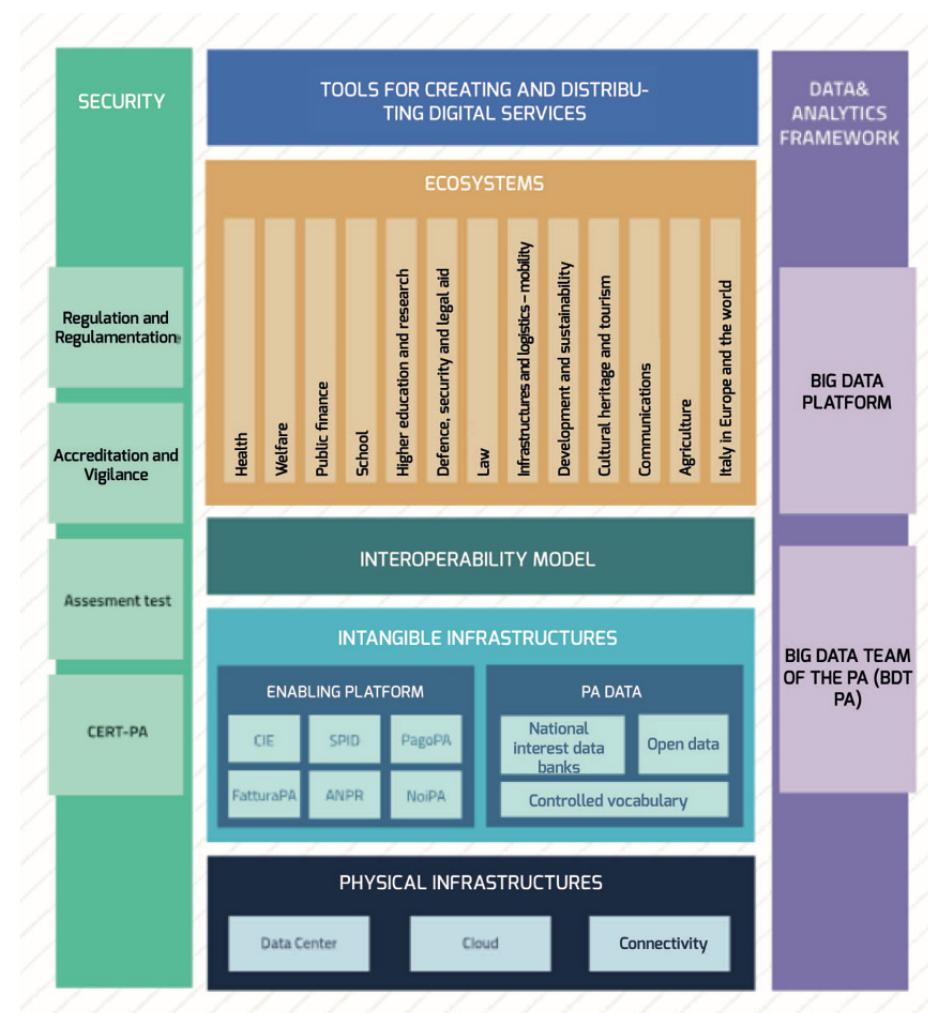 SECURITY
Regulation and
Regulamentation
Accreditation and
Vigilance
Assesment test
CERT-PA
TOOLS FOR CREATING AND DISTRIBU-
TING DIGITAL SERVICES
ECOSYSTEMS
Health
Welfare
Public finance
School
Higher education and research
Defence, security and legal aid
Law
Infrastructures and logistics – mobility
Development and sustainability
Cultural heritage and tourism
Communications
Agriculture
Italy in Europe and the world
INTEROPERABILITY MODEL
INTANGIBLE INFRASTRUCTURES
ENABLING PLATFORM
CIE
SPID
PagoPA
FatturaPA
ANPR
NoiPA
PA DATA
National
interest data
banks
Open data
Controlled vocabulary
PHYSICAL INFRASTRUCTURES
Data Center
Cloud
Connectivity
DATA&
ANALYTICS
FRAMEWORK
BIG DATA
PLATFORM
BIG DATA TEAM
OF THE PA (BDT
PA)